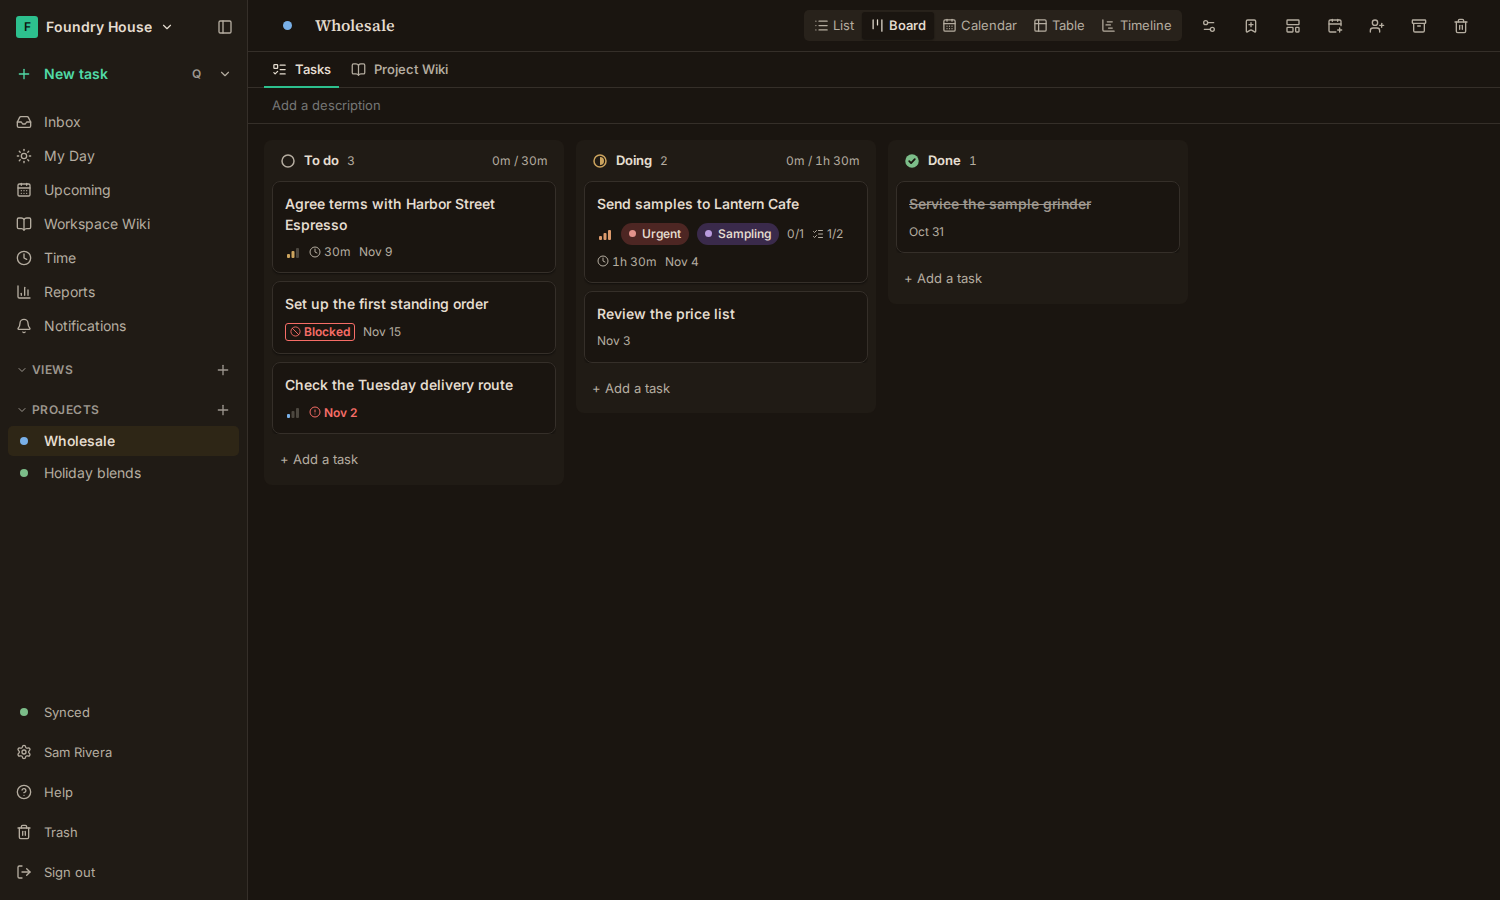 F Foundry House
New task Q
Inbox
My Day
Upcoming
Workspace Wiki
Time
Reports
Notifications
VIEWS
PROJECTS
Wholesale
Holiday blends
Synced
Sam Rivera
Help
Trash
Sign out
Wholesale
List Board Calendar Table Timeline
Tasks Project Wiki
Add a description
To do 3 0m / 30m
Agree terms with Harbor Street
Espresso
30m Nov 9
Set up the first standing order
Blocked Nov 15
Check the Tuesday delivery route
Nov 2
+ Add a task
Doing 2 0m / 1h 30m
Send samples to Lantern Cafe
Urgent Sampling 0/1 1/2
1h 30m Nov 4
Review the price list
Nov 3
+ Add a task
Done 1
Service the sample grinder
Oct 31
+ Add a task